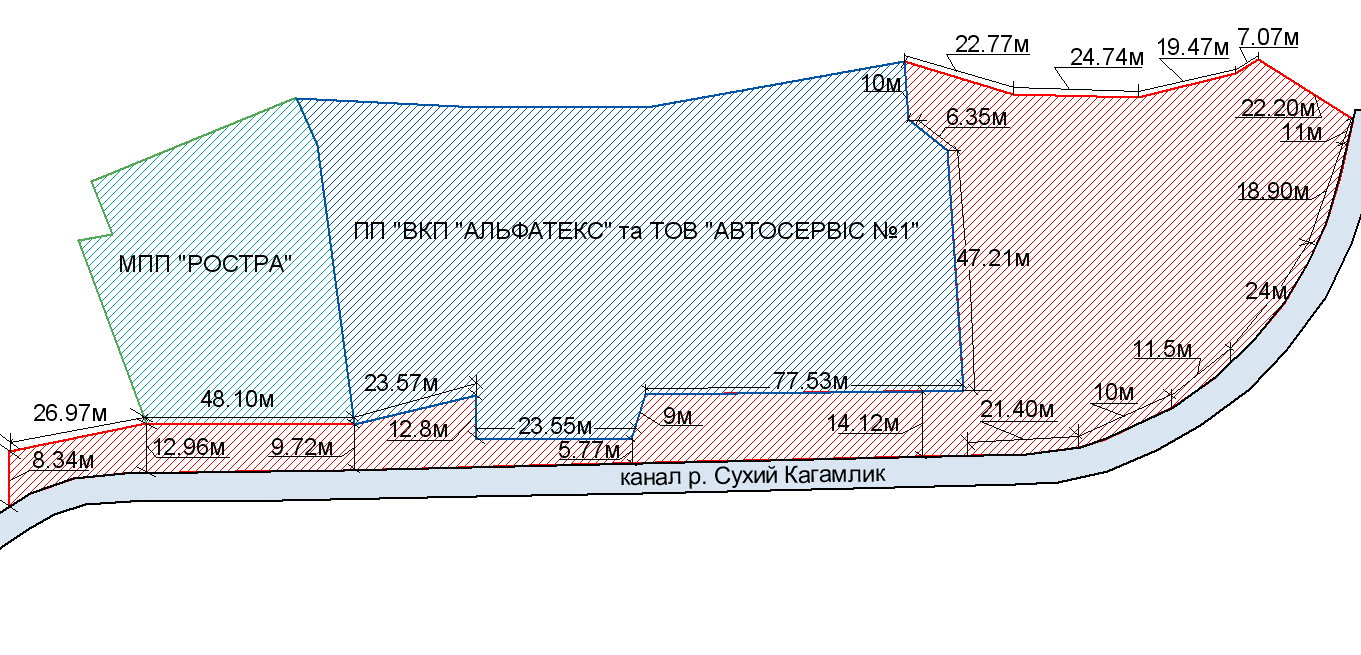 22.77м
24.74м
19.47м
7.07м
10м
6.35м
22.20м
11м
18.90м
ПП "ВКП "АЛЬФАТЕКС" та ТОВ "АВТОСЕРВІС №1"
МПП "РОСТРА"
47.21м
24м
11.5м
23.57м
77.53м
10м
48.10м
26.97м
21.40м
9м
14.12м
12.8м
23.55м
12.96м
9.72м
5.77м
8.34м
канал р. Сухий Кагамлик